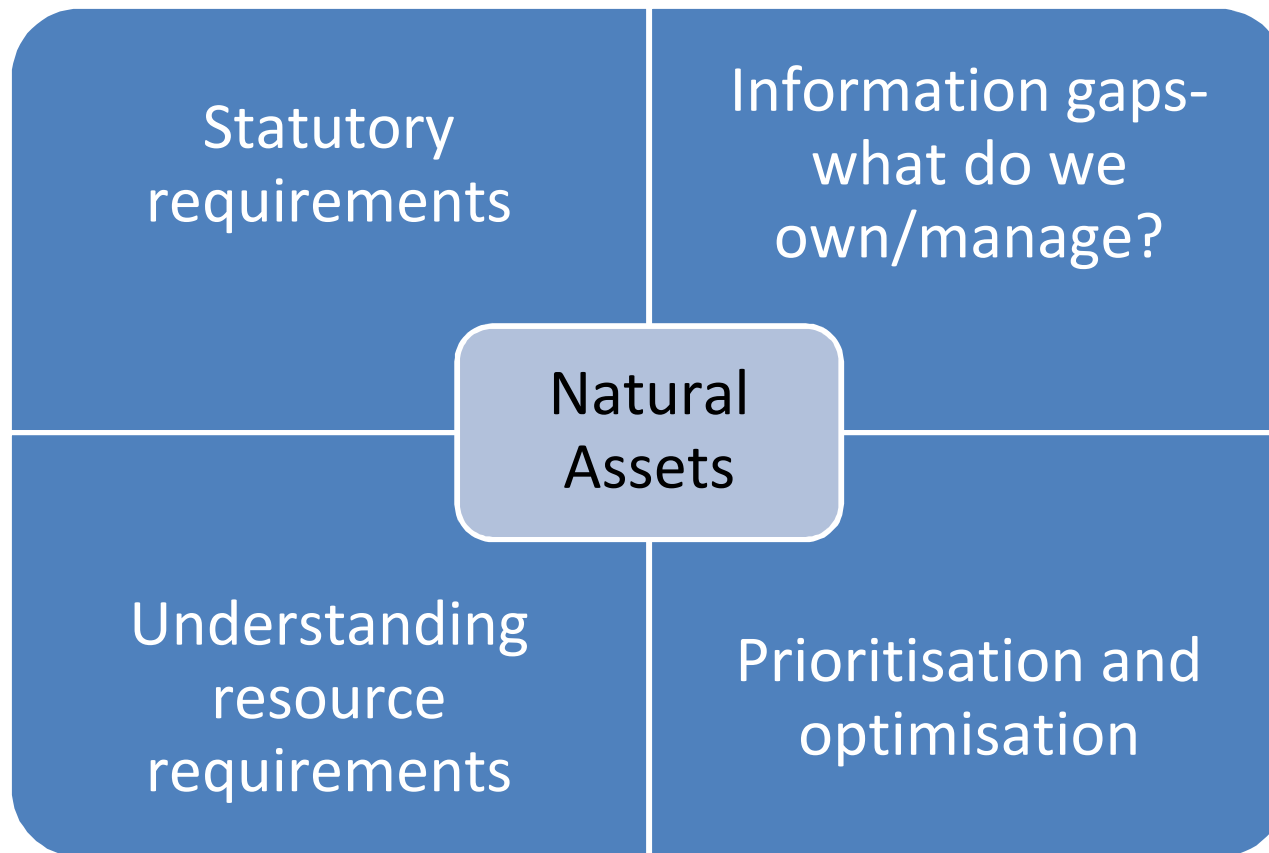 Statutory
requirements
Information gaps-
what do we
own/manage?
Natural
Assets
Understanding
resource
requirements
Prioritisation and
optimisation